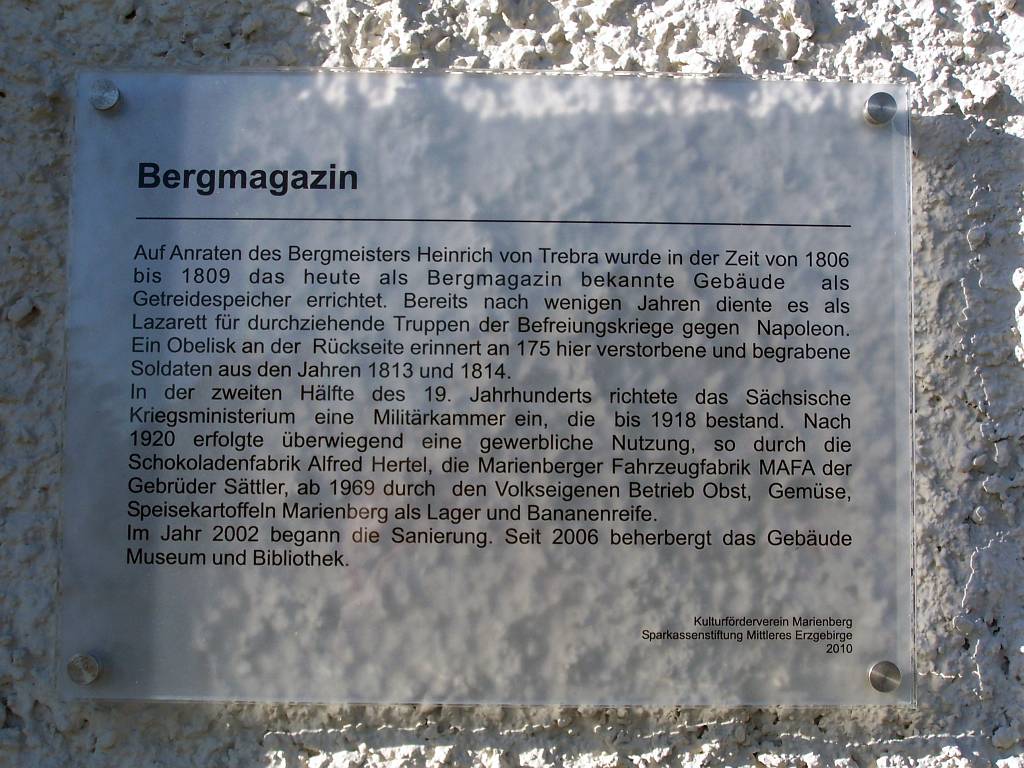 Bergmagazin
Auf Anraten des Bergmeisters Heinrich von Trebra wurde in der Zeit von 1806
bis 1809 das heute als Bergmagazin bekannte Gebäude als
Getreidespeicher errichtet. Bereits nach wenigen Jahren diente es als
Lazarett für durchziehende Truppen der Befreiungskriege gegen Napoleon.
Ein Obelisk an der Rückseite erinnert an 175 hier verstorbene und begrabene
Soldaten aus den Jahren 1813 und 1814.
In der zweiten Hälfte des 19. Jahrhunderts richtete das Sächsische
Kriegsministerium eine Militärkammer ein, die bis 1918 bestand. Nach
1920 erfolgte überwiegend eine gewerbliche Nutzung, so durch die
Schokoladenfabrik Alfred Hertel, die Marienberger Fahrzeugfabrik MAFA der
Gebrüder Sättler, ab 1969 durch den Volkseigenen Betrieb Obst, Gemüse,
Speisekartoffeln Marienberg als Lager und Bananenreife.
Im Jahr 2002 begann die Sanierung. Seit 2006 beherbergt das Gebäude
Museum und Bibliothek.
Kulturförderverein Marienberg
Sparkassenstiftung Mittleres Erzgebirge
2010